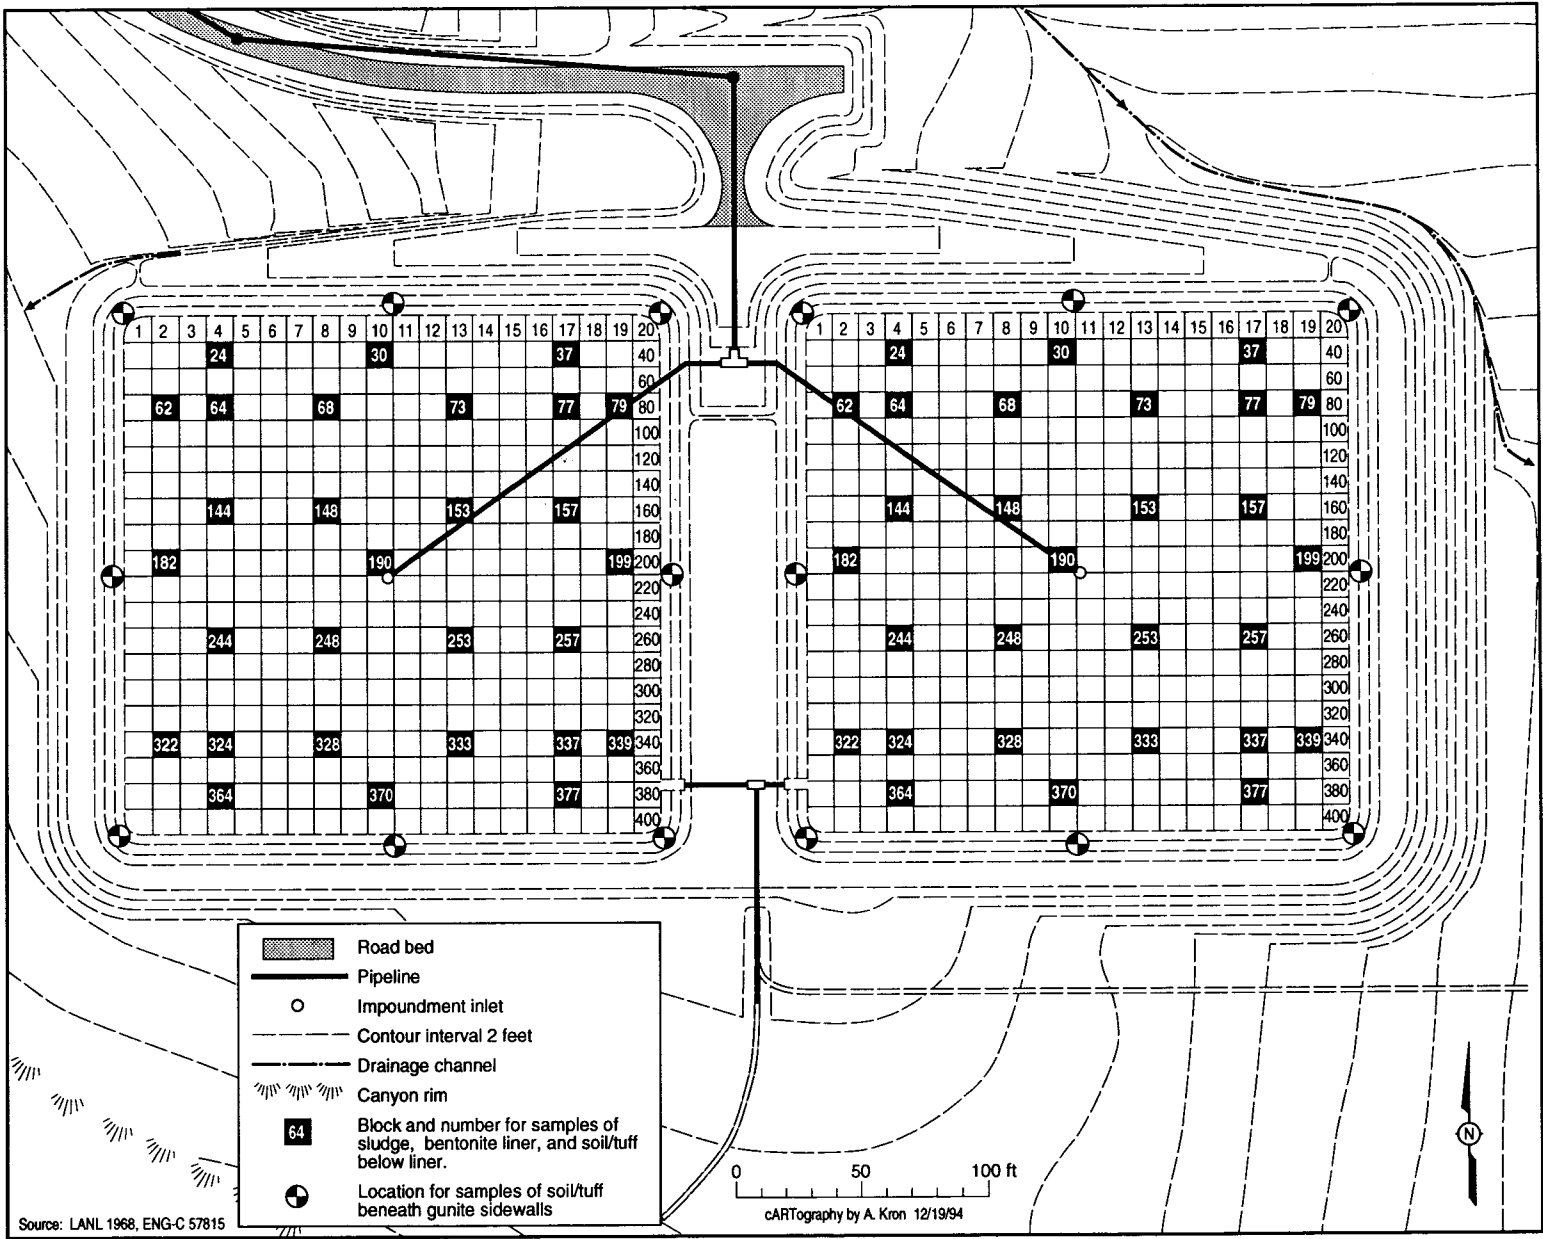 1 2 3 4 5 6 7 8 9 10 11 12 13 14 15 16 17 18 19 20
24 30 37 40
60
62 64 68 73 77 79 80
100
120
140
144 148 153 157 160
180
182 190 199 200
220
240
244 248 253 257 260
280
300
320
322 324 328 333 337 339 340
360
364 370 377 380
400
1 2 3 4 5 6 7 8 9 10 11 12 13 14 15 16 17 18 19 20
24 30 37 40
60
62 64 68 73 77 79 80
100
120
140
144 148 153 157 160
180
182 190 199 200
220
240
244 248 253 257 260
280
300
320
322 324 328 333 337 339 340
360
364 370 377 380
400
Road bed
Pipeline
Impoundment inlet
Contour interval 2 feet
Drainage channel
Canyon rim
64
Block and number for samples of
sludge, bentonite liner, and soil/tuff
below liner.
Location for samples of soil/tuff
beneath gunite sidewalls
0 50 100 ft
cARTography by A. Kron 12/19/94
N
Source: LANL 1968, ENG-C 57815